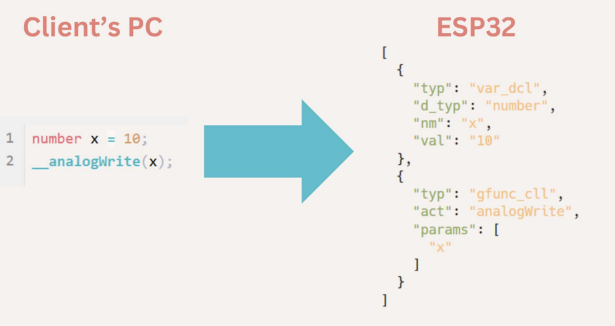 Client's PC
ESP32
1 number x = 10;
2 __analogWrite(x);
[
{
"typ": "var_dcl",
"d_typ": "number",
"nm": "x",
"val": "10"
},
{
"typ": "gfunc_cll",
"act": "analogWrite",
"params": [
"x"
]
}
]